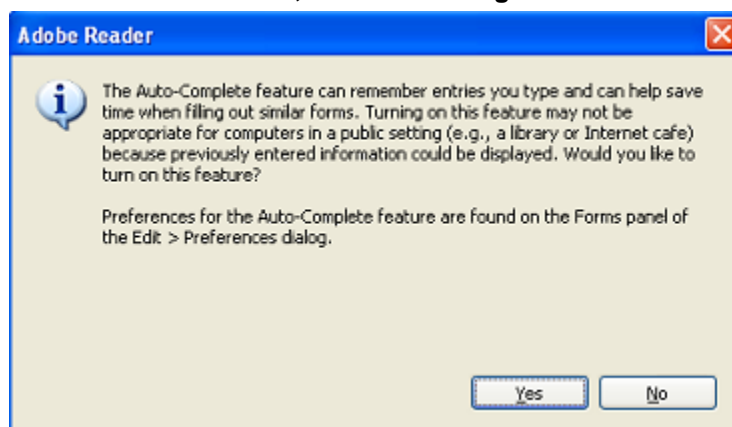 Adobe Reader
The Auto-Complete feature can remember entries you type and can help save
time when filling out similar forms. Turning on this feature may not be
appropriate for computers in a public setting (e.g., a library or Internet cafe)
because previously entered information could be displayed. Would you like to
turn on this feature?
Preferences for the Auto-Complete feature are found on the Forms panel of
the Edit > Preferences dialog.
Yes No